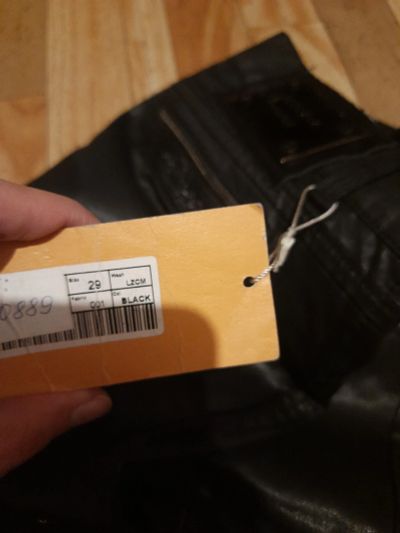 Size 29 Wash LZCM
Fabric 001 Col. BLACK
0889